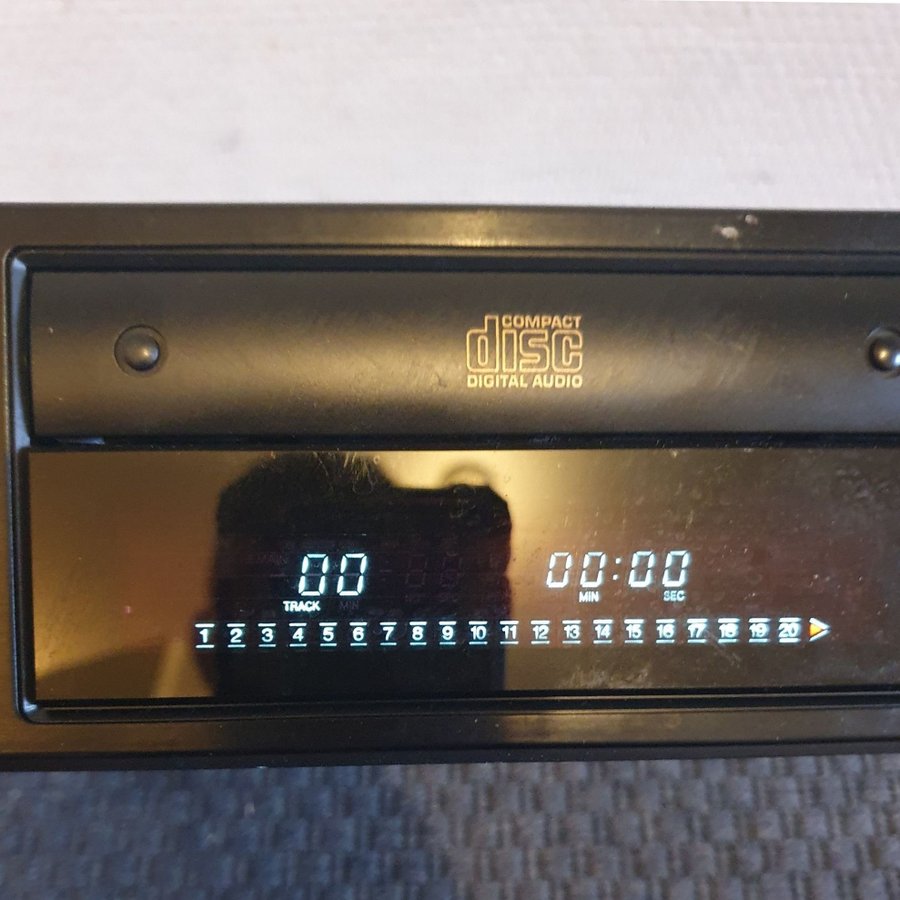 COMPACT
disc
DIGITAL AUDIO
00 00:00
TRACK MIN SEC
1 2 3 4 5 6 7 8 9 10 11 12 13 14 15 16 17 18 19 20